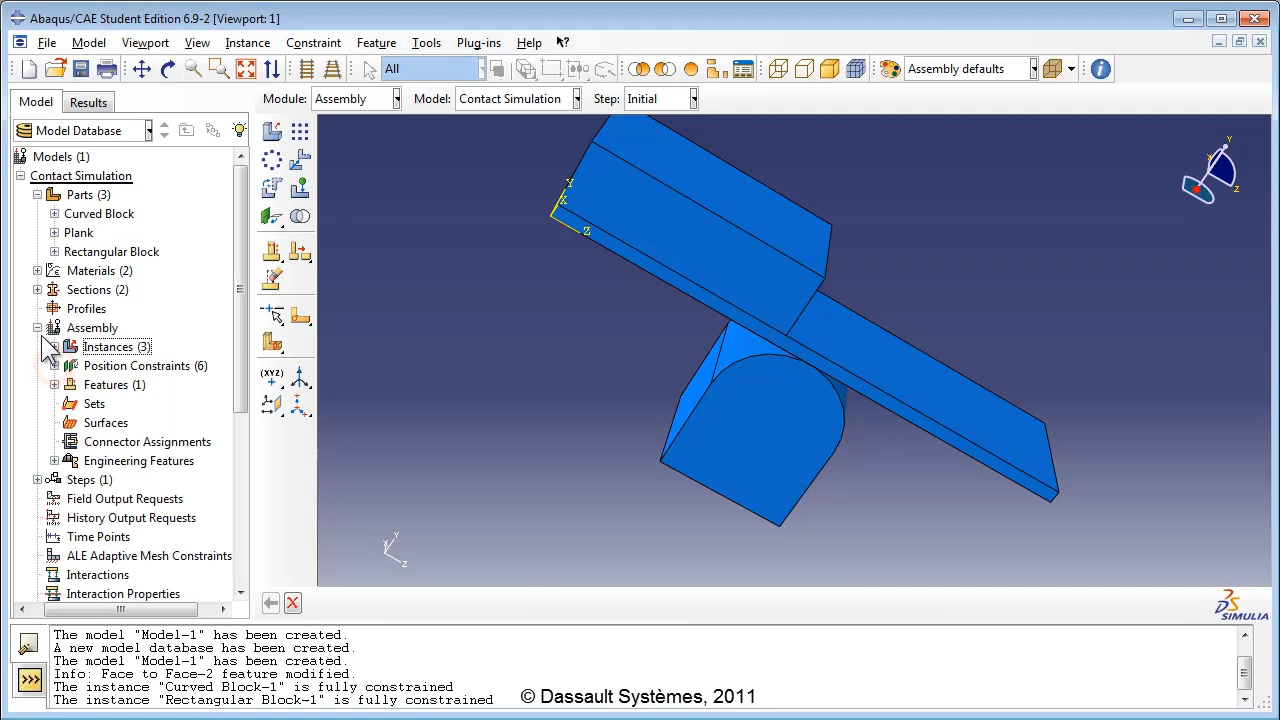 Abaqus/CAE Student Edition 6.9-2 [Viewport: 1]
File Model Viewport View Instance Constraint Feature Tools Plug-ins Help
All Assembly defaults
Model Results Module: Assembly Model: Contact Simulation Step: Initial
Model Database
Models (1)
Contact Simulation
Parts (3)
Curved Block
Plank
Rectangular Block
Materials (2)
Sections (2)
Profiles
Assembly
Instances (3)
Position Constraints (6)
Features (1)
Sets
Surfaces
Connector Assignments
Engineering Features
Steps (1)
Field Output Requests
History Output Requests
Time Points
ALE Adaptive Mesh Constraints
Interactions
Interaction Properties
(XYZ)
Y
X
Z
Y
X
Z
Y
Z
SIMULIA
The model "Model-1" has been created.
A new model database has been created.
The model "Model-1" has been created.
Info: Face to Face-2 feature modified.
The instance "Curved Block-1" is fully constrained
The instance "Rectangular Block-1" is fully constrained
>>>
© Dassault Systèmes, 2011